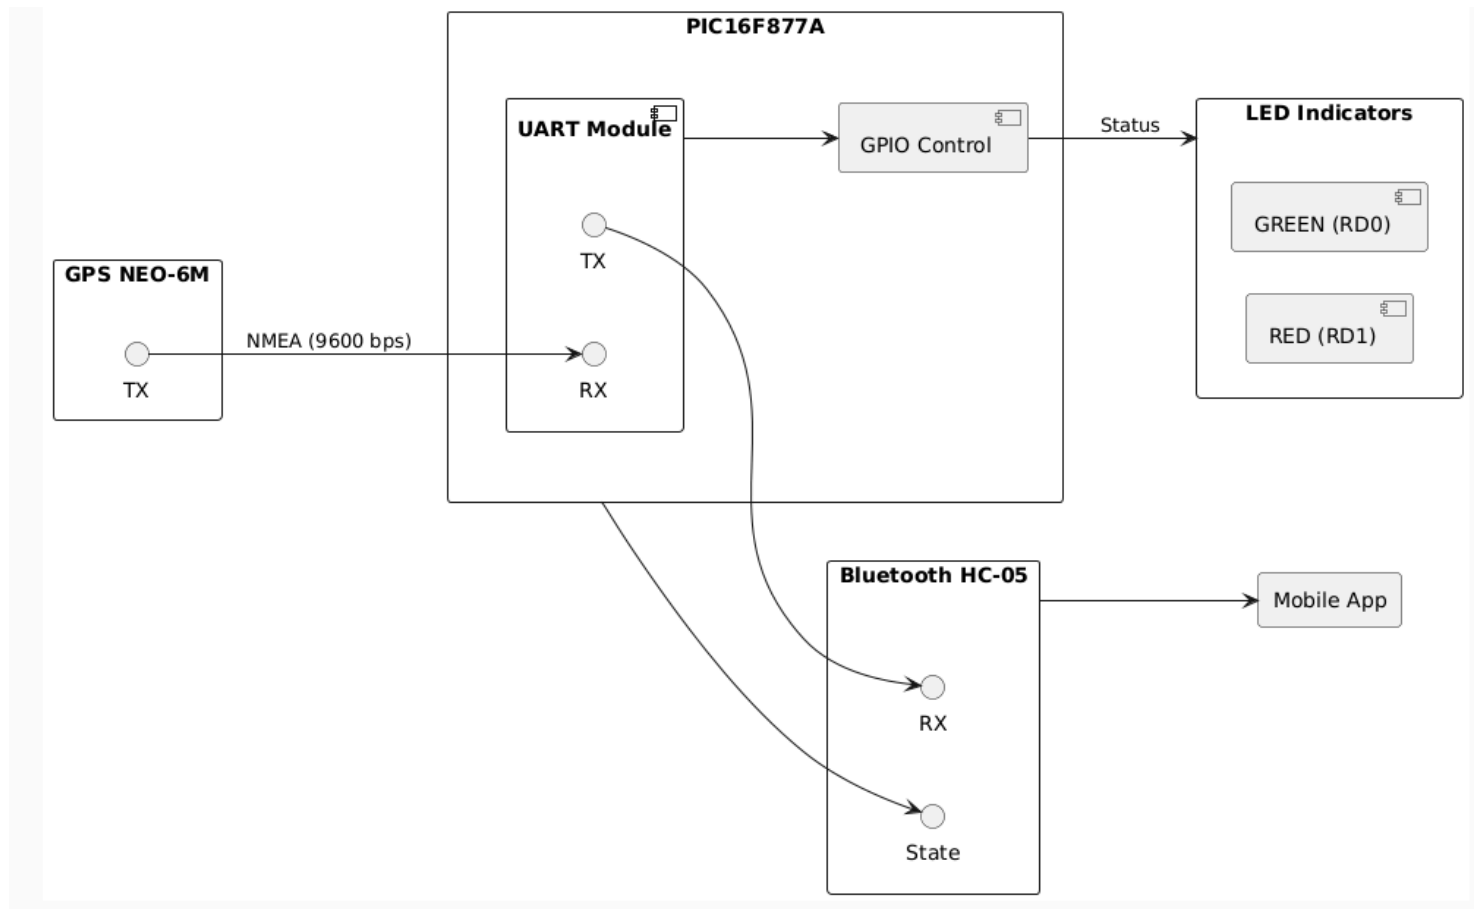 PIC16F877A
UART Module
GPIO Control
Status
LED Indicators
GREEN (RD0)
RED (RD1)
TX
RX
GPS NEO-6M
TX
NMEA (9600 bps)
Bluetooth HC-05
RX
State
Mobile App